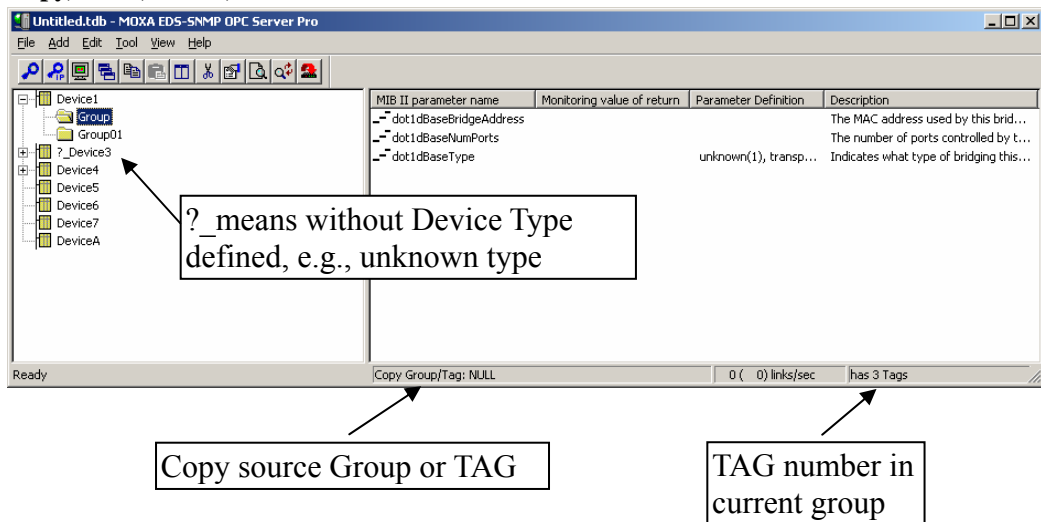 Untitled.tdb - MOXA EDS-SNMP OPC Server Pro
File Add Edit Tool View Help
IP
Device1
Group
Group01
?_Device3
Device4
Device5
Device6
Device7
DeviceA
MIB II parameter name Monitoring value of return Parameter Definition Description
dot1dBaseBridgeAddress The MAC address used by this brid...
dot1dBaseNumPorts The number of ports controlled by t...
dot1dBaseType unknown(1), transp... Indicates what type of bridging this...
?_means without Device Type
defined, e.g., unknown type
Ready Copy Group/Tag: NULL 0 ( 0) links/sec has 3 Tags
Copy source Group or TAG
TAG number in
current group